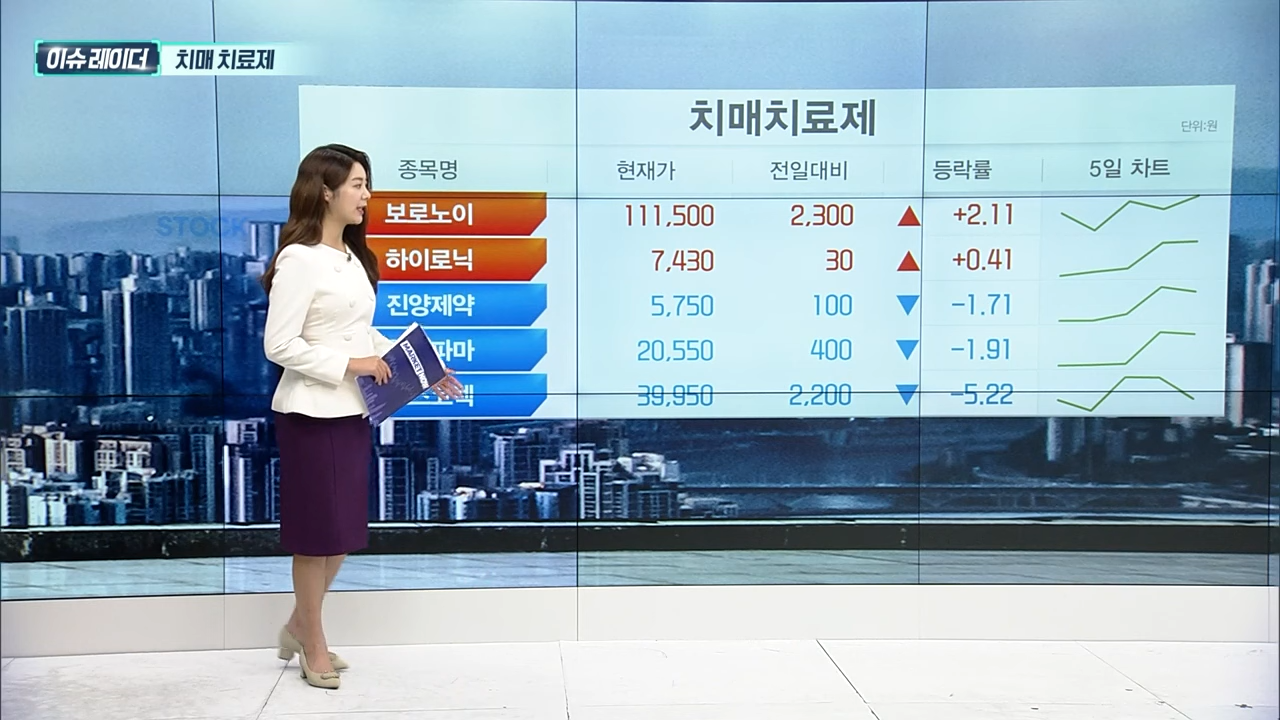 이슈 레이더 치매 치료제
치매치료제
단위:원
종목명 현재가 전일대비 등락률 5일 차트
STOCK
보로노이 111,500 2,300 ▲ +2.11
하이로닉 7,430 30 ▲ +0.41
진양제약 5,750 100 ▼ -1.71
파마 20,550 400 ▼ -1.91
39,950 2,200 ▼ -5.22
MARKET